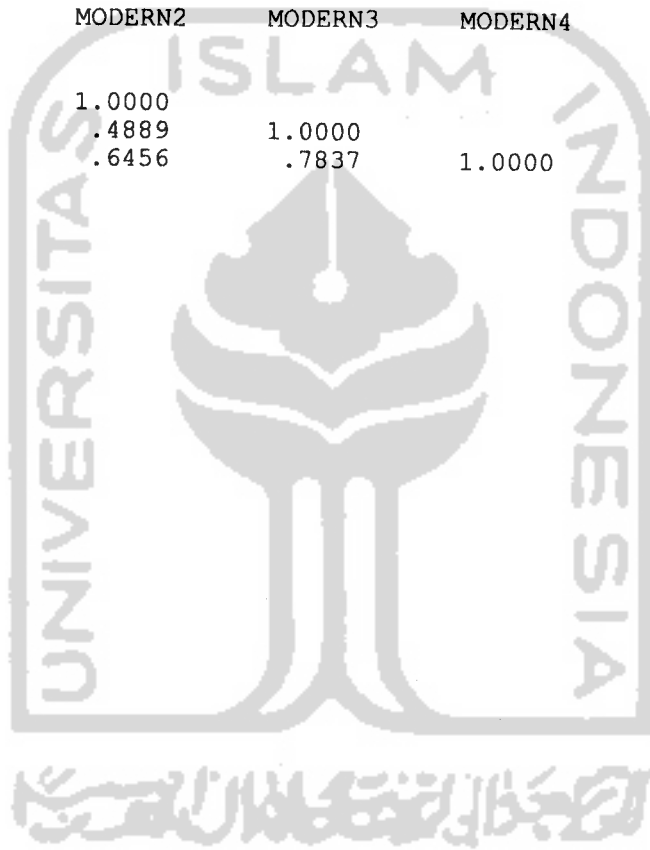 MODERN2 MODERN3 MODERN4
ISLAM
UNIVERSITAS
INDONESIA
1.0000
.4889 1.0000
.6456 .7837 1.0000